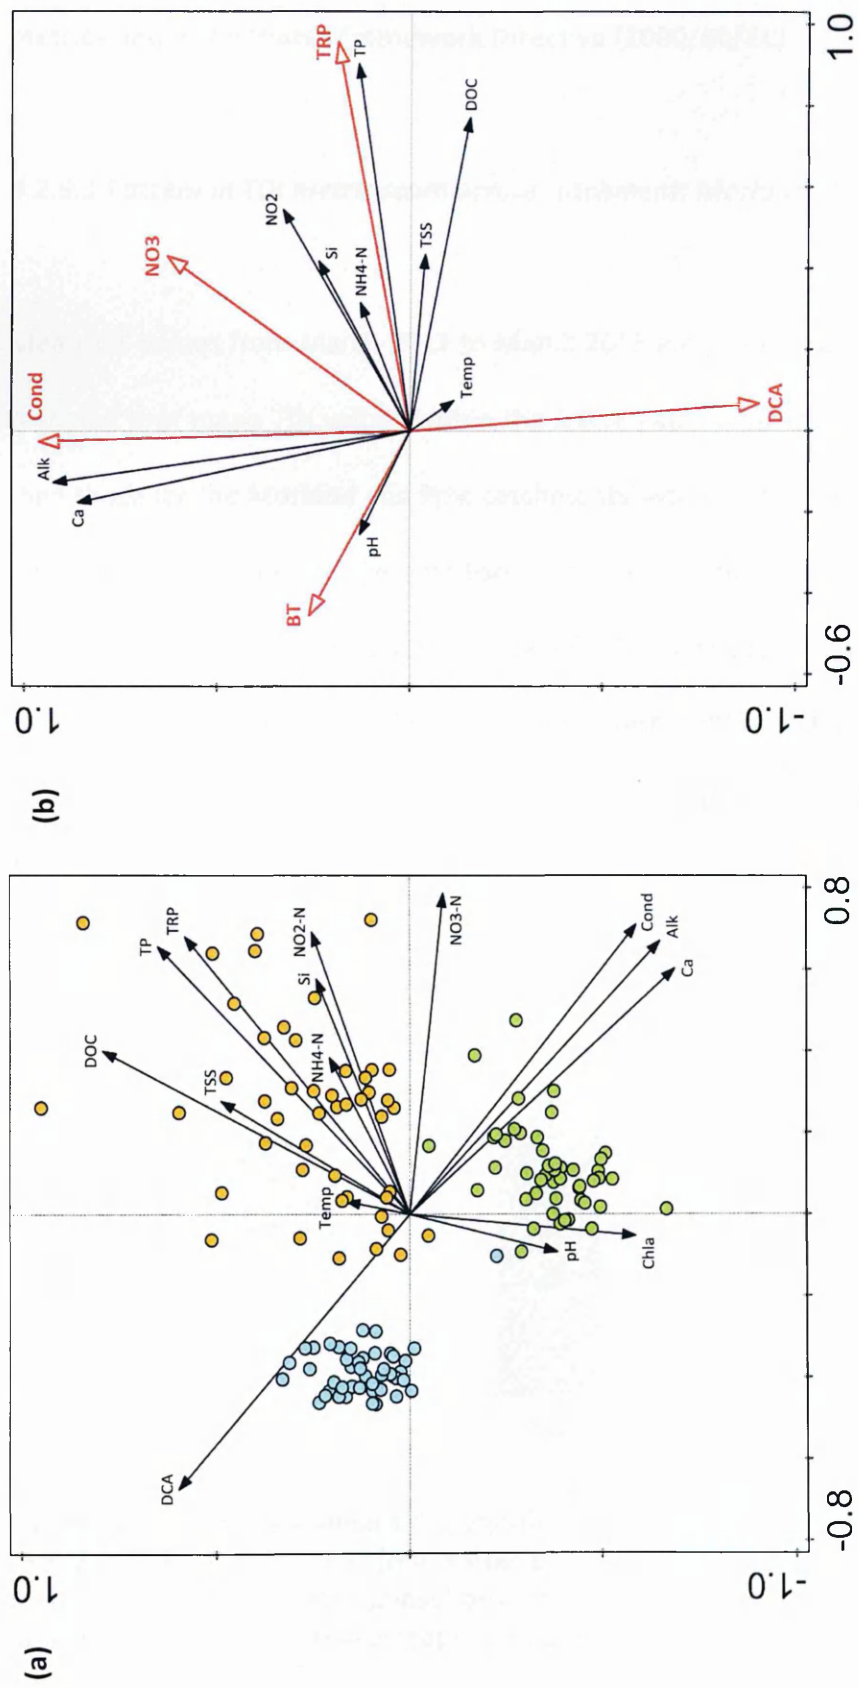 (a)
1.0
DOC
TP
DCA
TRP
TSS
NO2-N
Si
NH4-N
Temp
NO3-N
pH
Chla
Cond
Alk
Ca
-1.0
-0.8
0.8
(b)
1.0
Cond
Alk
Ca
NO3
NO2
BT
TRP
Si
TP
NH4-N
pH
TSS
Temp
DOC
DCA
-1.0
-0.6
1.0